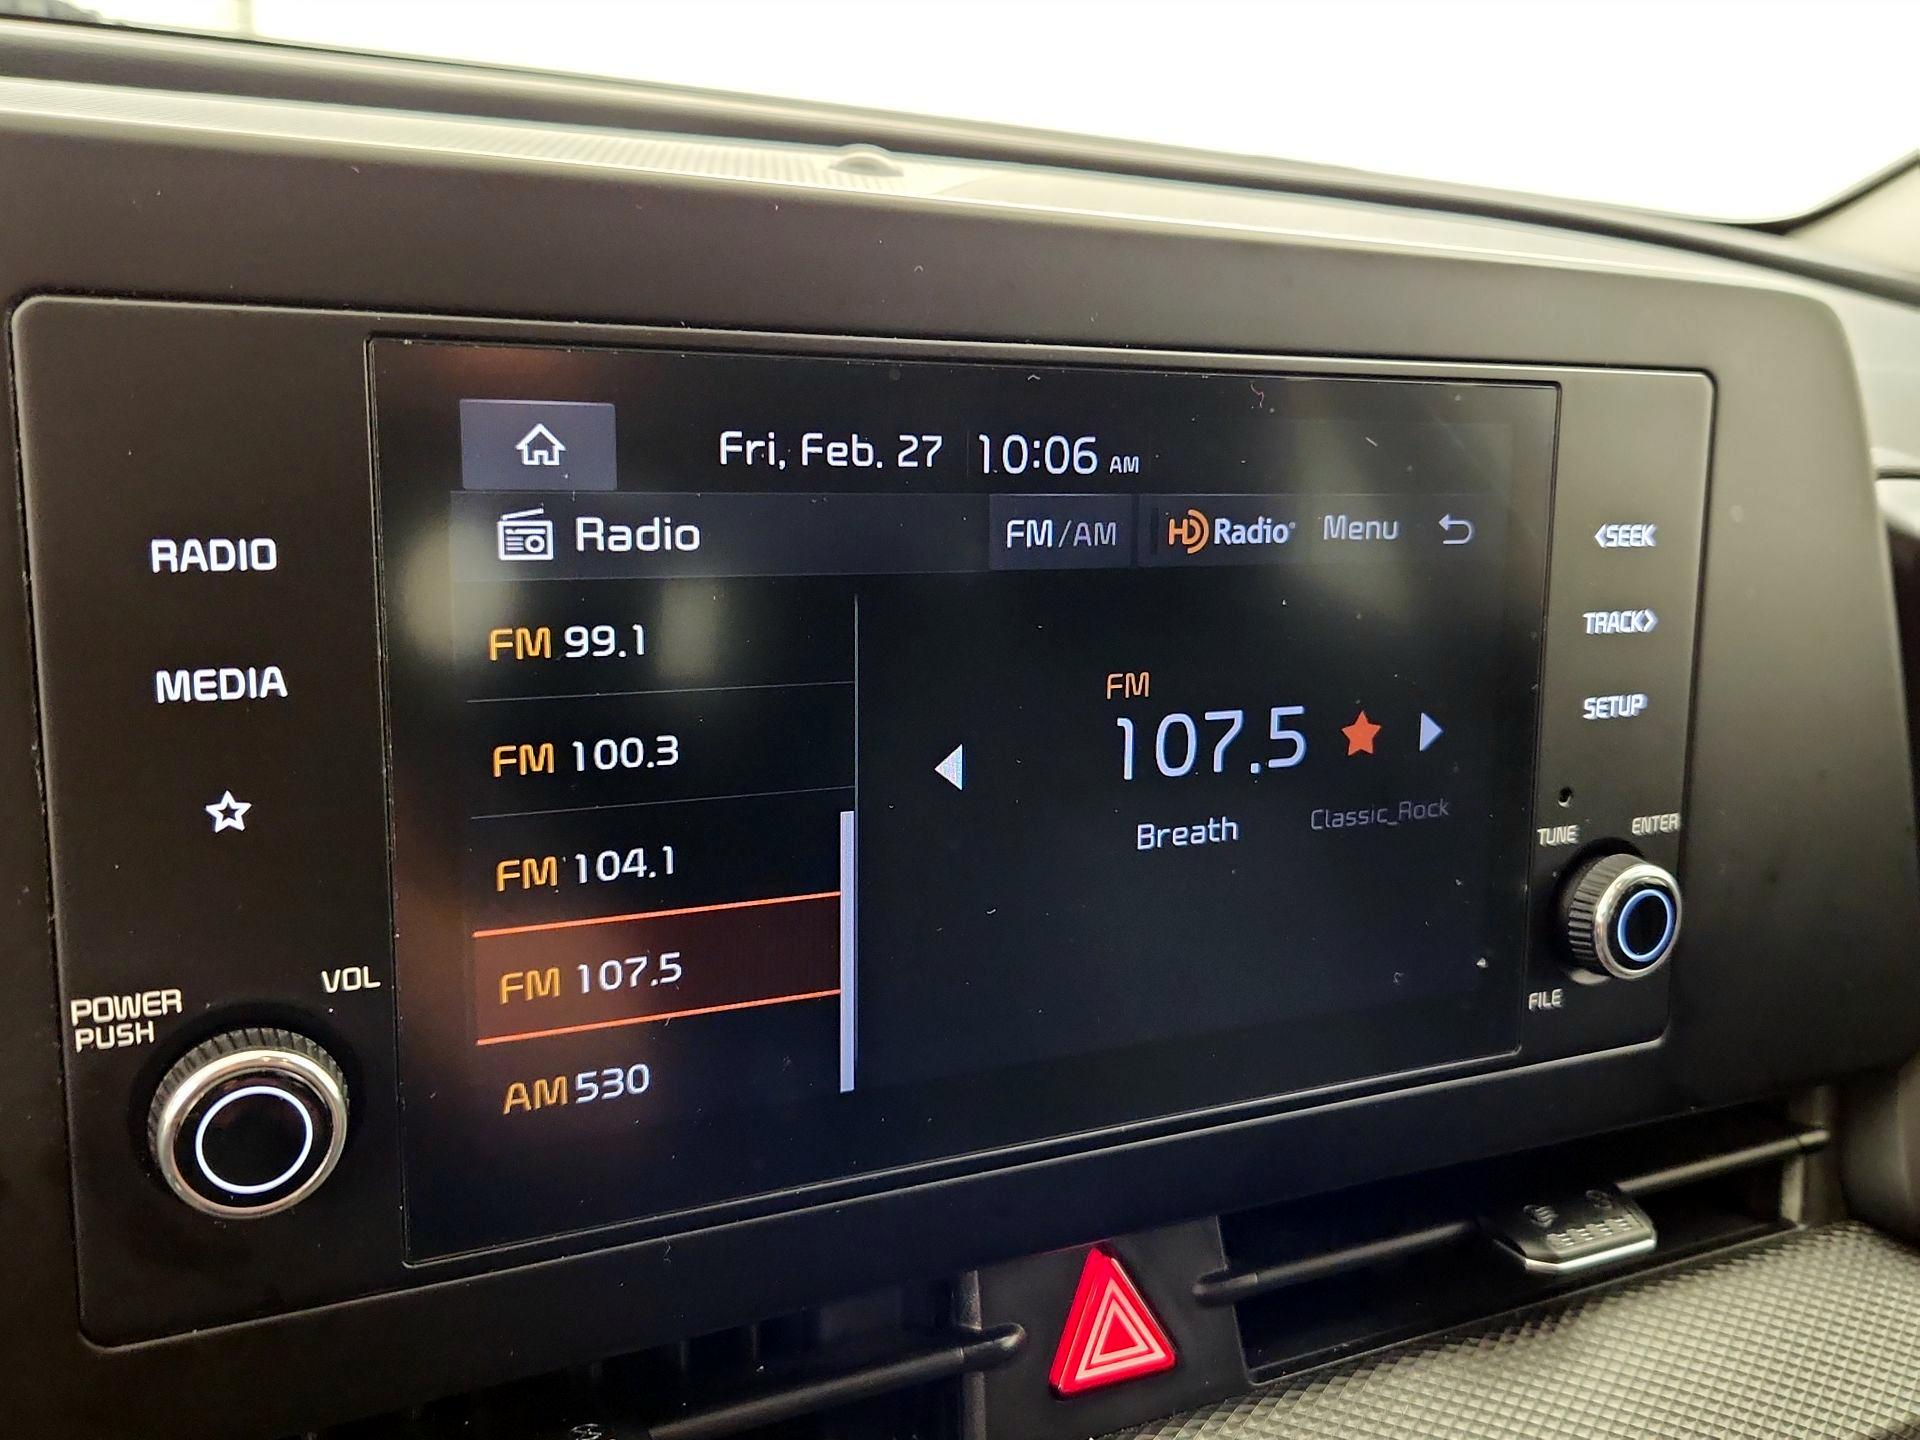 Fri, Feb. 27 10:06 AM
Radio FM/AM HD Radio Menu
RADIO
MEDIA
POWER
PUSH
VOL
FM 99.1
FM 100.3
FM 104.1
FM 107.5
AM 530
FM
107.5
Breath Classic_Rock
<SEEK
TRACK>
SETUP
TUNE
ENTER
FILE